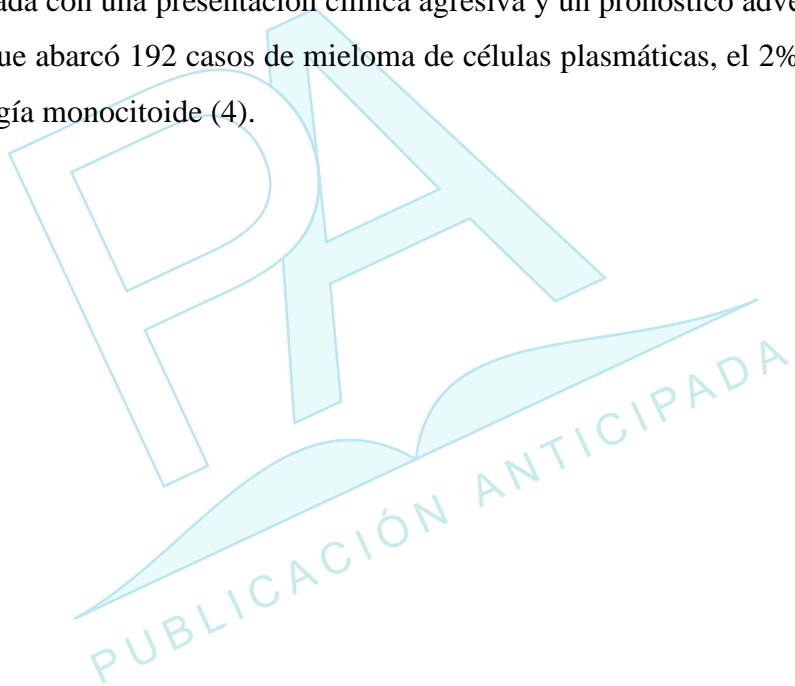 ada con una presentación clínica agresiva y un pronóstico adve
ue abarcó 192 casos de mieloma de células plasmáticas, el 2%
gía monocitoide (4).
PA
PUBLICACIÓN ANTICIPADA